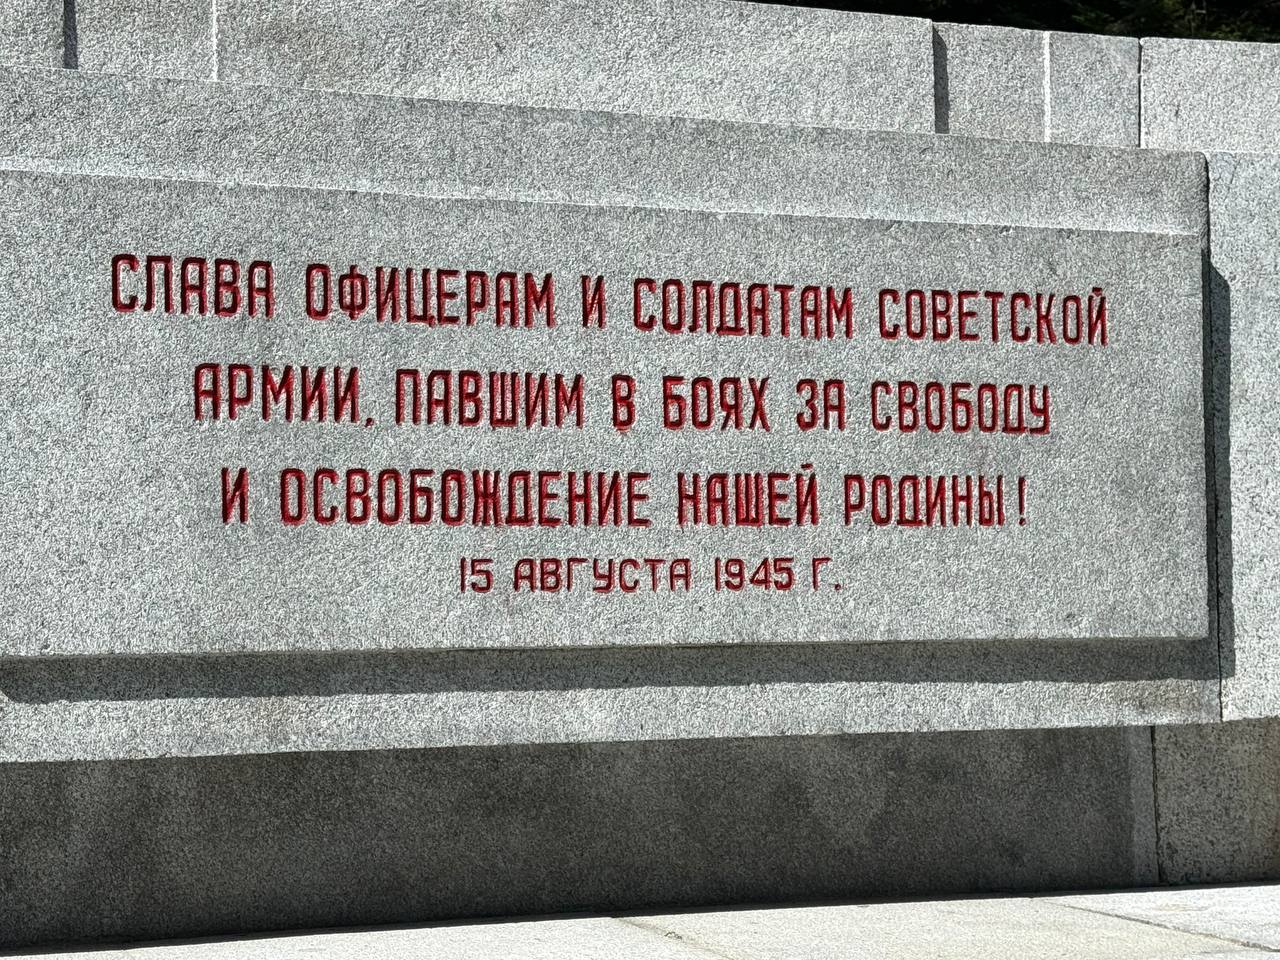 СЛАВА ОФИЦЕРАМ И СОЛДАТАМ СОВЕТСКОЙ
АРМИИ, ПАВШИМ В БОЯХ ЗА СВОБОДУ
И ОСВОБОЖДЕНИЕ НАШЕЙ РОДИНЫ!
15 АВГУСТА 1945 Г.